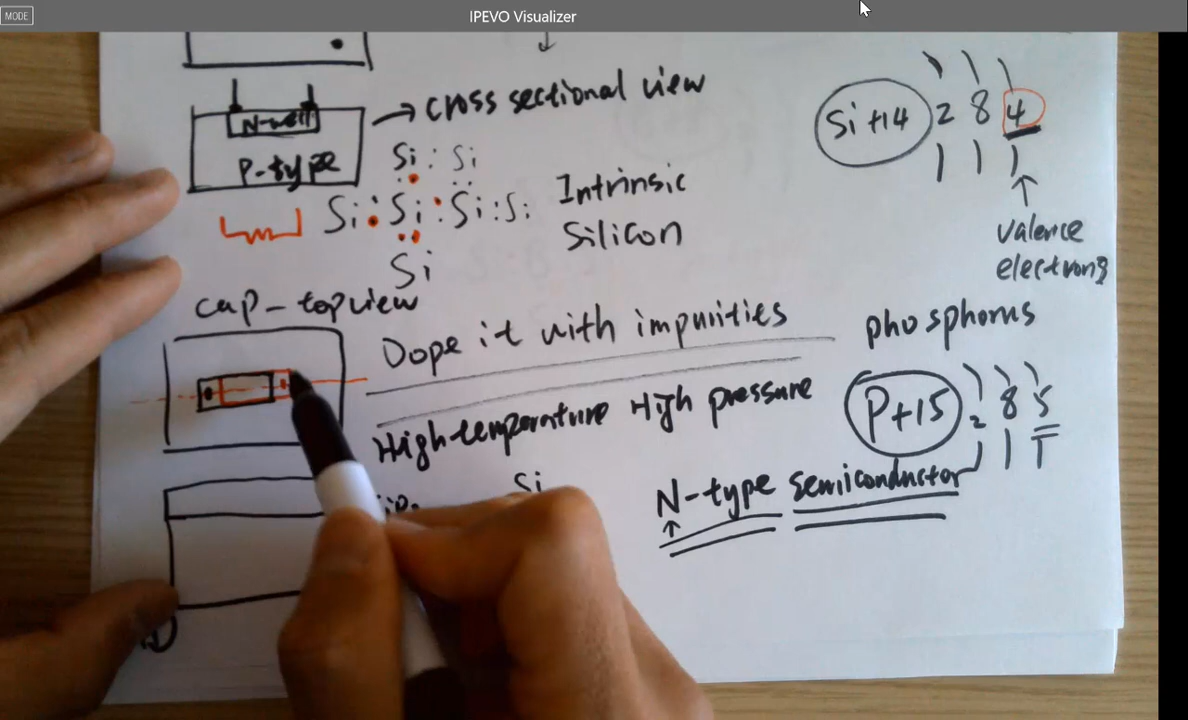 MODE
IPEVO Visualizer
cross sectional view
N-well
P-type
Si : Si
Si : Si : Si : Si
Si
Intrinsic
Silicon
Si +14 2 8 4
valence
electrons
cap - top view
Dope it with impurities
High-temperature High pressure
phosphorus
P+15 2 8 5
Si
N-type semiconductor